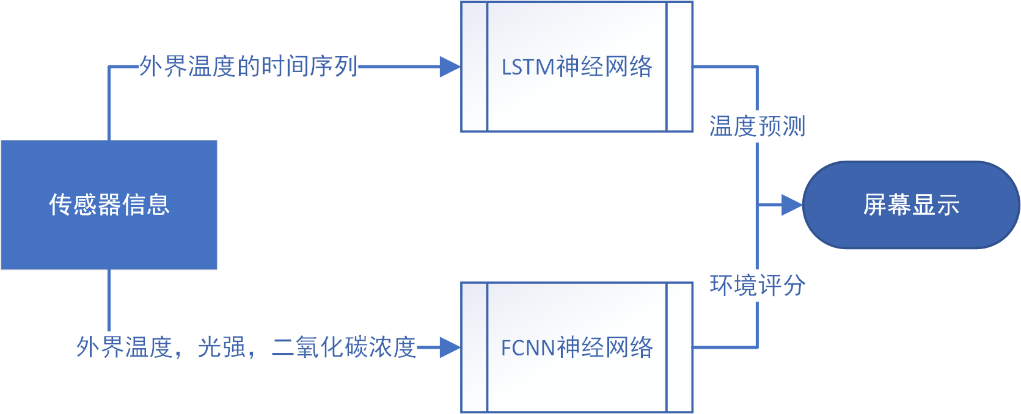 外界温度的时间序列
LSTM神经网络
温度预测
传感器信息
屏幕显示
环境评分
外界温度，光强，二氧化碳浓度
FCNN神经网络